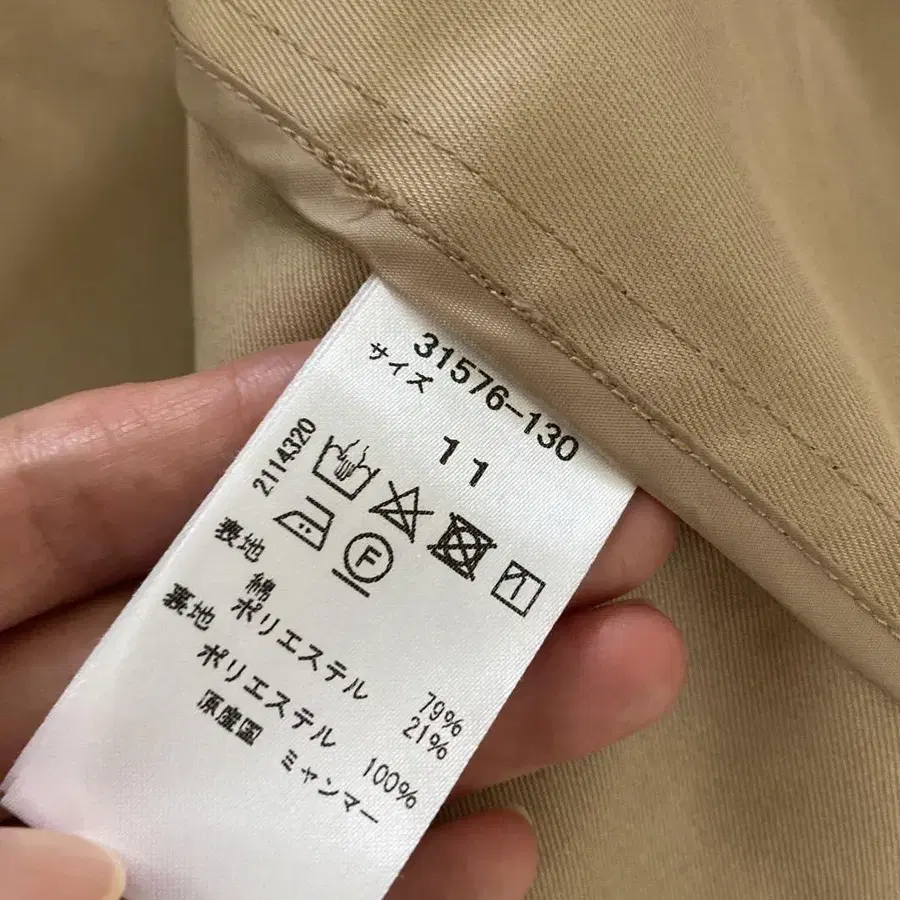 31576-130
サイズ
11
2114320
F
表地
綿 79%
ポリエステル 21%
裏地
ポリエステル 100%
原産国
ミャンマー